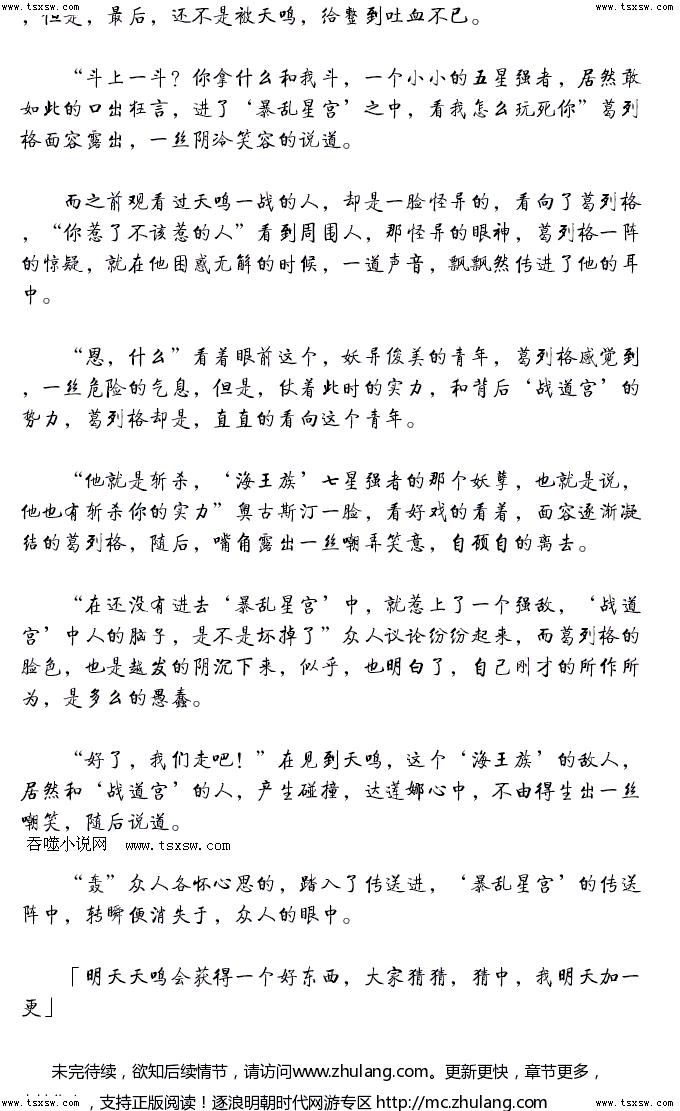 www.tsxsw.com www.tsxsw.com www.tsxsw.com
，但是，最后，还不是被天鸣，给整到吐血不已。
“斗上一斗？你拿什么和我斗，一个小小的五星强者，居然敢
如此的口出狂言，进了‘暴乱星宫’之中，看我怎么玩死你”葛列
格面容露出，一丝阴冷笑容的说道。
而之前观看过天鸣一战的人，却是一脸怪异的，看向了葛列格
，“你惹了不该惹的人”看到周围人，那怪异的眼神，葛列格一阵
的惊疑，就在他困惑无解的时候，一道声音，飘飘然传进了他的耳
中。
“恩，什么”看着眼前这个，妖异俊美的青年，葛列格感觉到
，一丝危险的气息，但是，仗着此时的实力，和背后‘战道宫’的
势力，葛列格却是，直直的看向这个青年。
“他就是斩杀，‘海王族’七星强者的那个妖孽，也就是说，
他也有斩杀你的实力”奥古斯汀一脸，看好戏的看着，面容逐渐凝
结的葛列格，随后，嘴角露出一丝嘲弄笑意，自顾自的离去。
“在还没有进去‘暴乱星宫’中，就惹上了一个强敌，‘战道
宫’中人的脑子，是不是坏掉了”众人议论纷纷起来，而葛列格的
脸色，也是越发的阴沉下来，似乎，也明白了，自己刚才的所作所
为，是多么的愚蠢。
“好了，我们走吧！”在见到天鸣，这个‘海王族’的敌人，
居然和‘战道宫’的人，产生碰撞，达莲娜心中，不由得生出一丝
嘲笑，随后说道。
吞噬小说网 www.tsxsw.com
“轰”众人各怀心思的，踏入了传送进，‘暴乱星宫’的传送
阵中，转瞬便消失于，众人的眼中。
「明天天鸣会获得一个好东西，大家猜猜，猜中，我明天加一
更」
未完待续，欲知后续情节，请访问www.zhulang.com。更新更快，章节更多，
，支持正版阅读！逐浪明朝时代网游专区 http://mc.zhulang.com
www.tsxsw.com www.tsxsw.com www.tsxsw.com